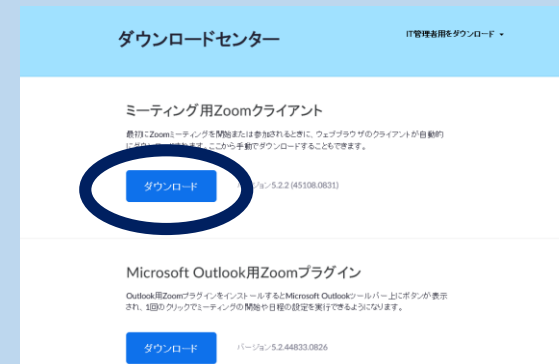 ダウンロードセンター
IT管理者用をダウンロード
ミーティング用Zoomクライアント
最初にZoomミーティングを開始または参加されるときに、ウェブブラウザのクライアントが自動的
にダウンロードされます。ここから手動でダウンロードすることもできます。
ダウンロード
バージョン5.2.2 (45108.0831)
Microsoft Outlook用Zoomプラグイン
Outlook用ZoomプラグインをインストールするとMicrosoft Outlookツールバー上にボタンが表示
され、1回のクリックでミーティングの開始や日程の設定を実行できるようになります。
ダウンロード
バージョン5.2.44833.0826